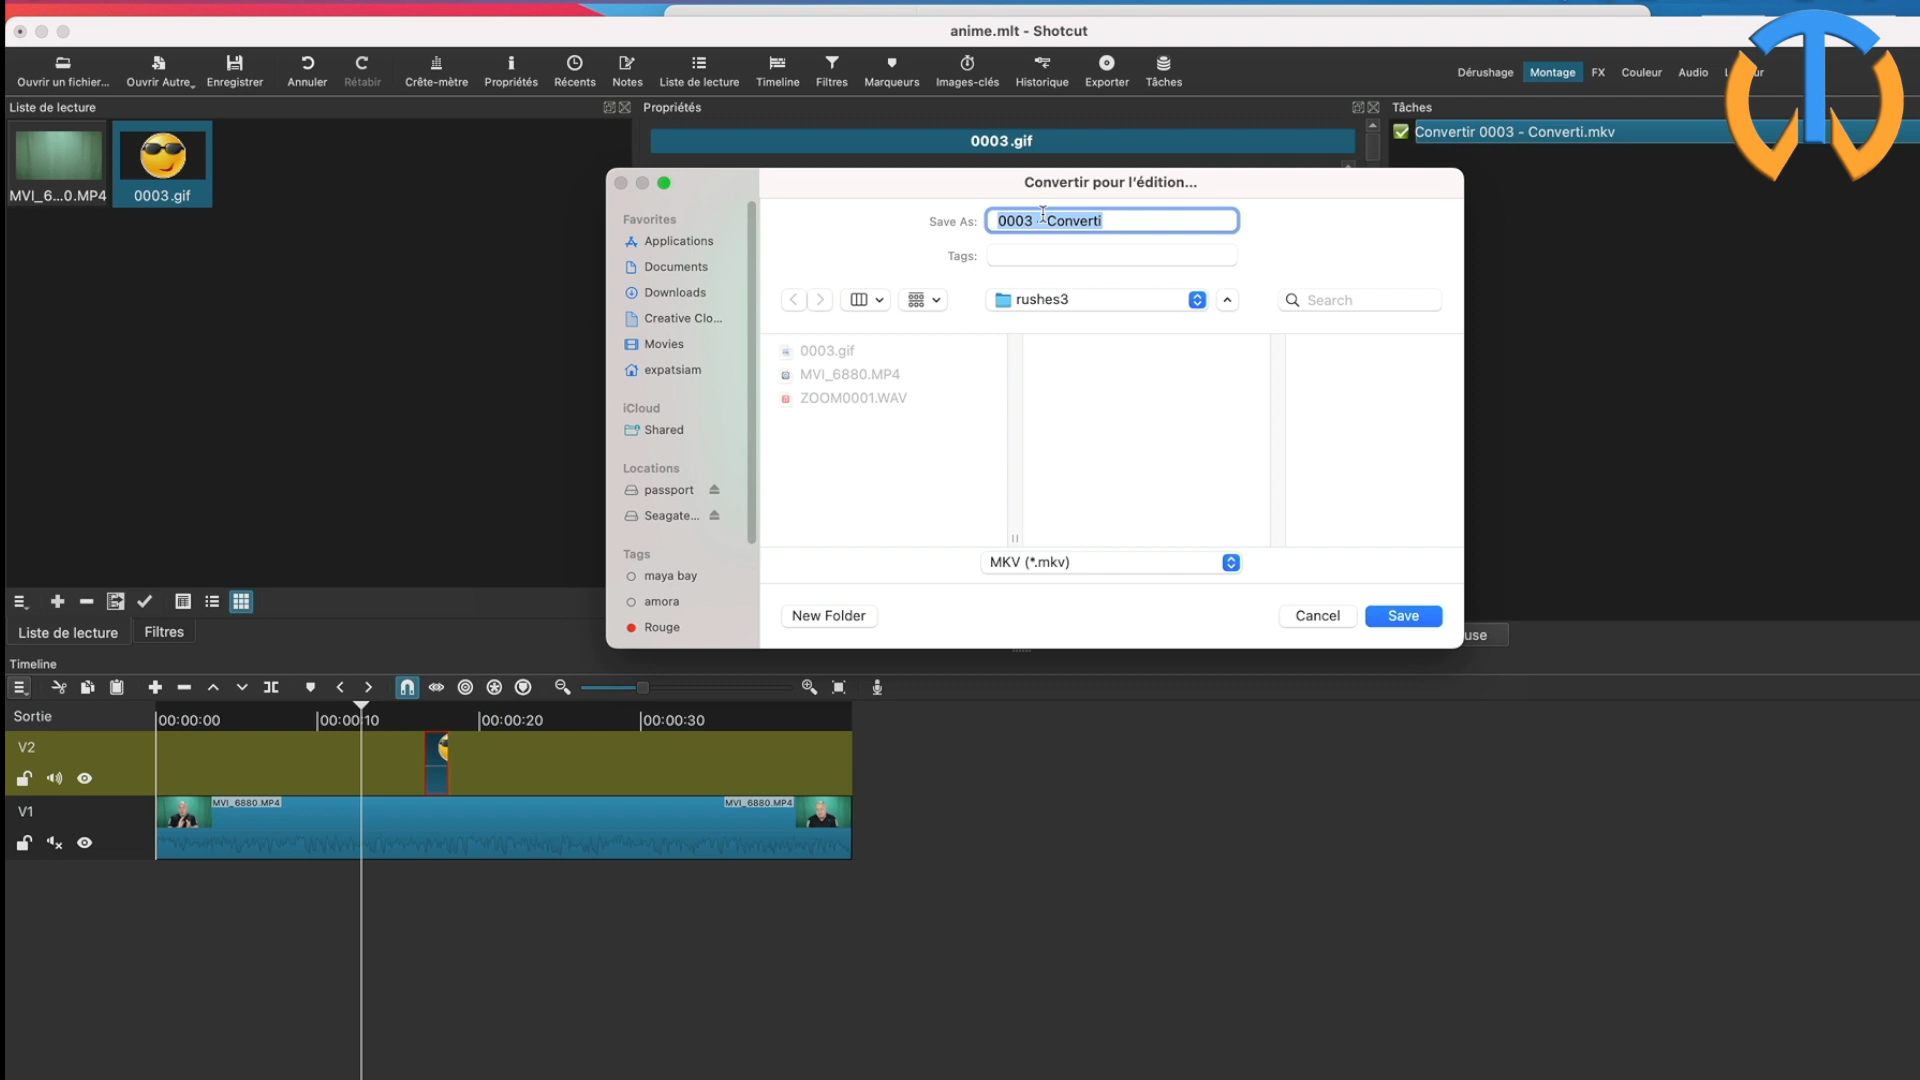 anime.mlt - Shotcut
Ouvrir un fichier...
Ouvrir Autre
Enregistrer
Annuler
Rétabir
Crête-mètre
Propriétés
Récents
Notes
Liste de lecture
Timeline
Filtres
Marqueurs
Images-clés
Historique
Exporter
Tâches
Dérushage
Montage
FX
Couleur
Audio
Liste de lecture
Propriétés
Tâches
0003.gif
Convertir 0003 - Converti.mkv
MVI_6...0.MP4
0003.gif
Convertir pour l'édition...
Save As:
0003 - Converti
Tags:
rushes3
Search
Favorites
Applications
Documents
Downloads
Creative Clo...
Movies
expatsiam
iCloud
Shared
Locations
passport
Seagate...
Tags
maya bay
amora
Rouge
0003.gif
MVI_6880.MP4
ZOOM0001.WAV
MKV (*.mkv)
New Folder
Cancel
Save
use
Liste de lecture
Filtres
Timeline
Sortie
00:00:00
00:00:10
00:00:20
00:00:30
V2
V1
MVI_6880.MP4
MVI_6880.MP4